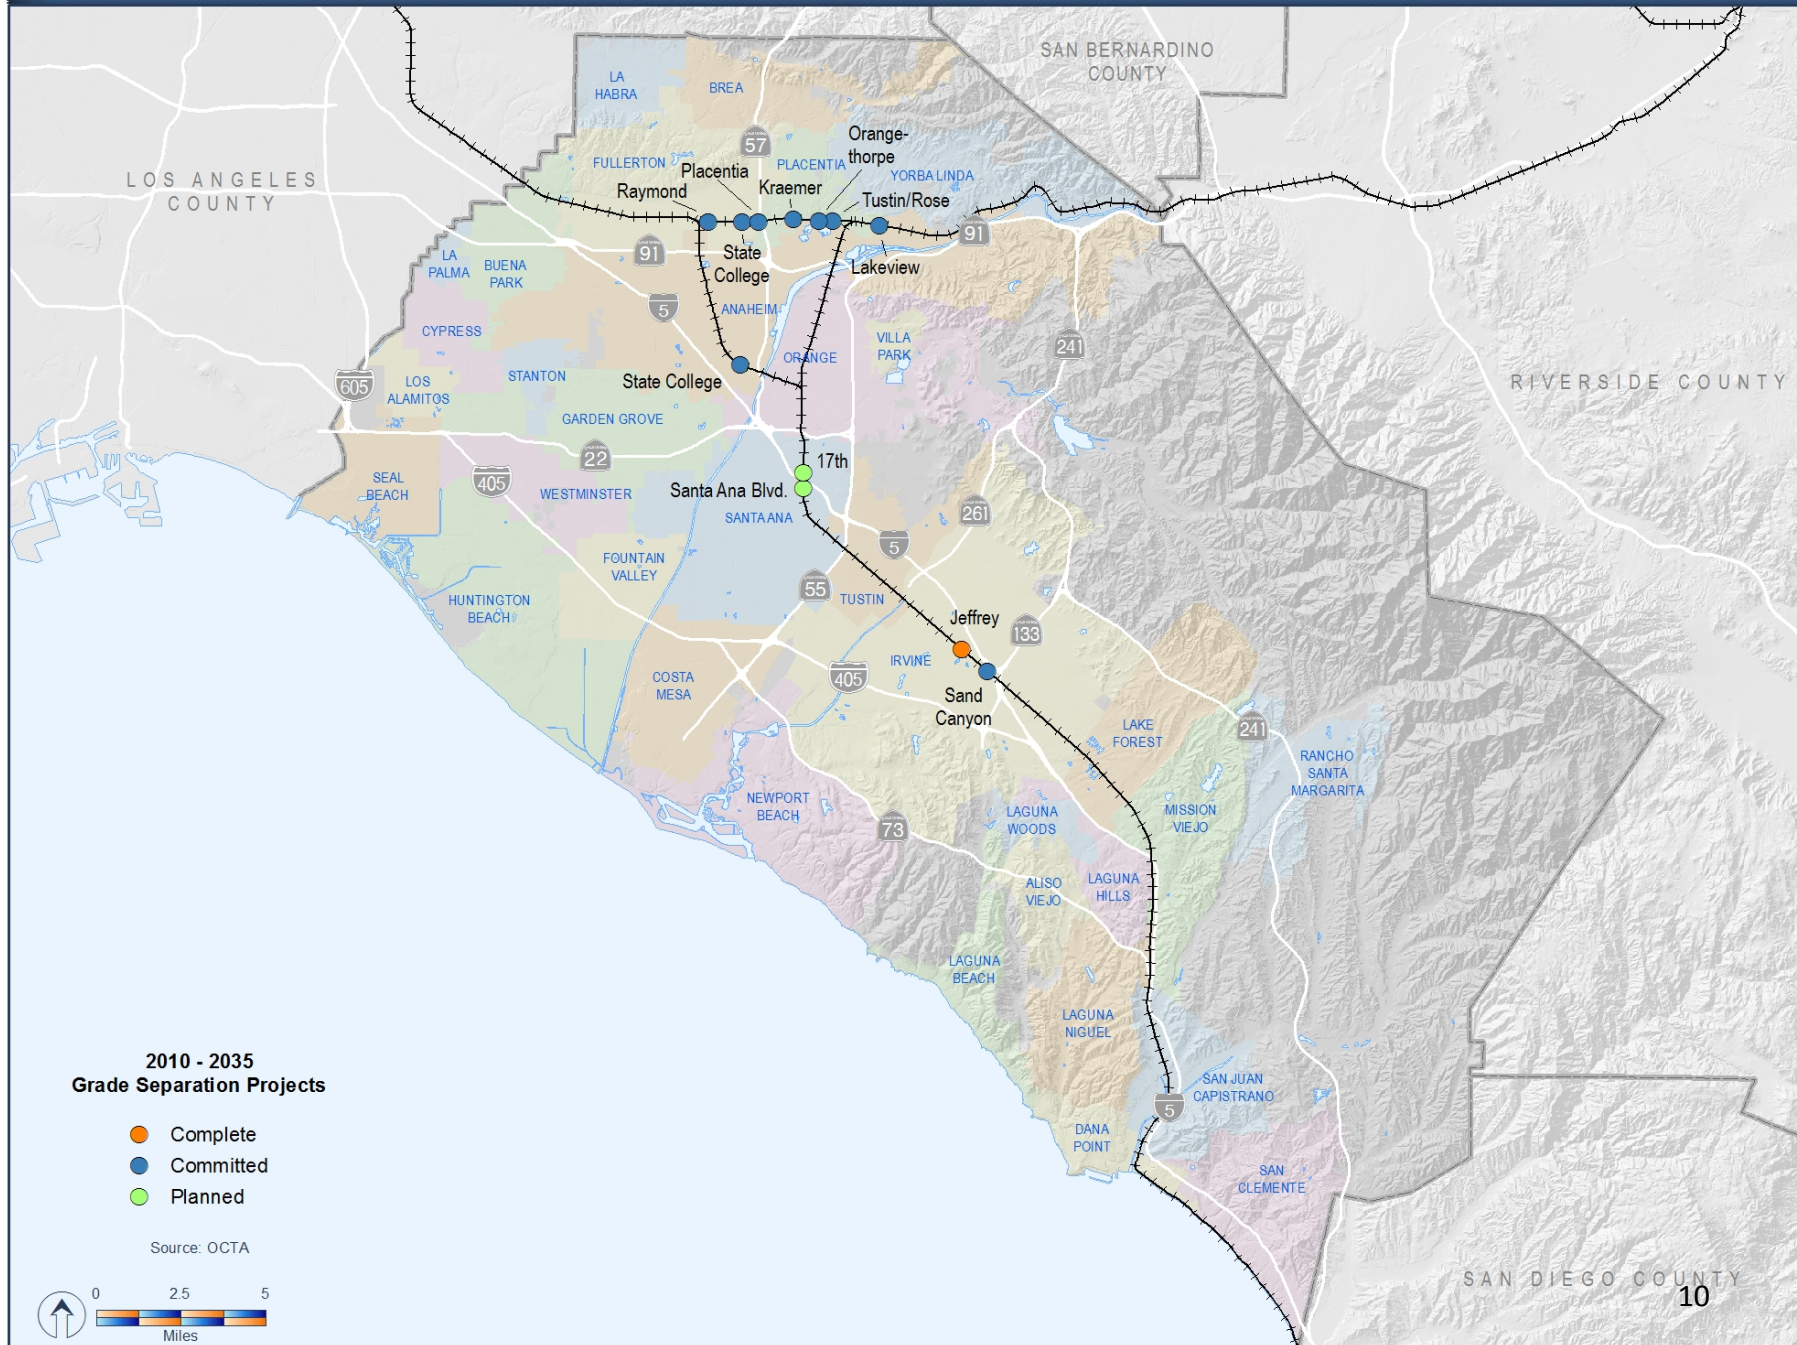 SAN BERNARDINO
COUNTY
LA
HABRA
BREA
57
Orange-
thorpe
FULLERTON
PLACENTIA
Placentia
YORBA LINDA
LOS ANGELES
COUNTY
Raymond
Kraemer
Tustin/Rose
91
91
State
College
Lakeview
LA
PALMA
BUENA
PARK
5
ANAHEIM
CYPRESS
VILLA
PARK
241
ORANGE
605
LOS
ALAMITOS
STANTON
State College
RIVERSIDE COUNTY
GARDEN GROVE
22
17th
SEAL
BEACH
405
WESTMINSTER
Santa Ana Blvd.
SANTA ANA
261
5
FOUNTAIN
VALLEY
55
TUSTIN
HUNTINGTON
BEACH
Jeffrey
133
IRVINE
405
COSTA
MESA
Sand
Canyon
LAKE
FOREST
241
RANCHO
SANTA
MARGARITA
NEWPORT
BEACH
73
LAGUNA
WOODS
MISSION
VIEJO
ALISO
VIEJO
LAGUNA
HILLS
LAGUNA
BEACH
LAGUNA
NIGUEL
SAN JUAN
CAPISTRANO
5
DANA
POINT
SAN
CLEMENTE
SAN DIEGO COUNTY
10
2010 - 2035
Grade Separation Projects
Complete
Committed
Planned
Source: OCTA
0 2.5 5
Miles